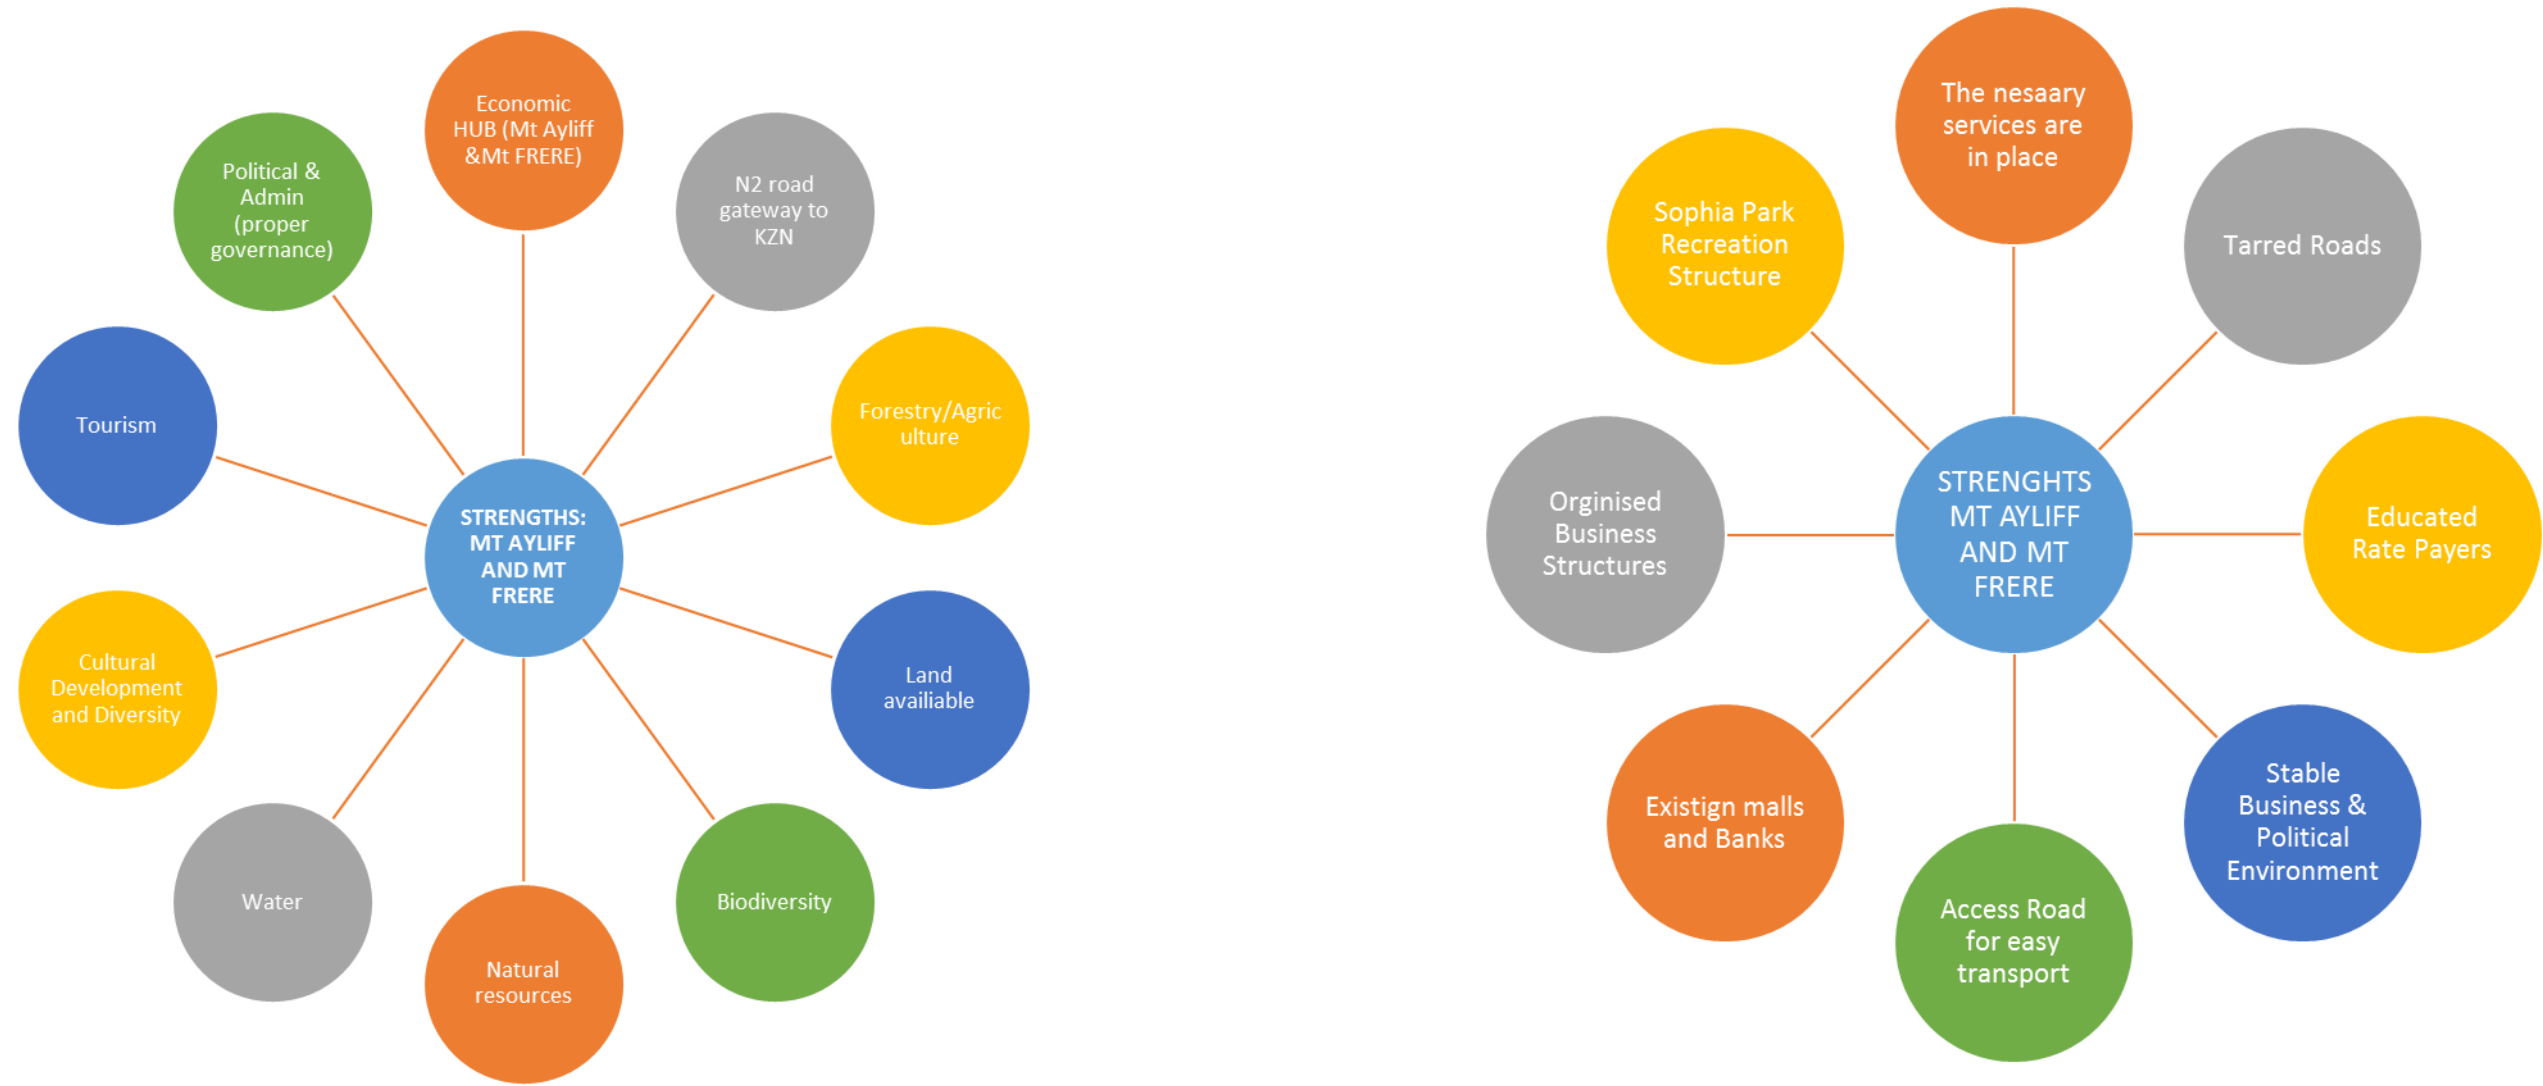 Economic
HUB (Mt Ayliff
&Mt FRERE)
N2 road
gateway to
KZN
Forestry/Agric
ulture
Land
availiable
Biodiversity
Natural
resources
Water
Cultural
Development
and Diversity
Tourism
Political &
Admin
(proper
governance)
STRENGTHS:
MT AYLIFF
AND MT
FRERE
The nesaary
services are
in place
Tarred Roads
Educated
Rate Payers
Stable
Business &
Political
Environment
Access Road
for easy
transport
Existign malls
and Banks
Orginised
Business
Structures
Sophia Park
Recreation
Structure
STRENGHTS
MT AYLIFF
AND MT
FRERE